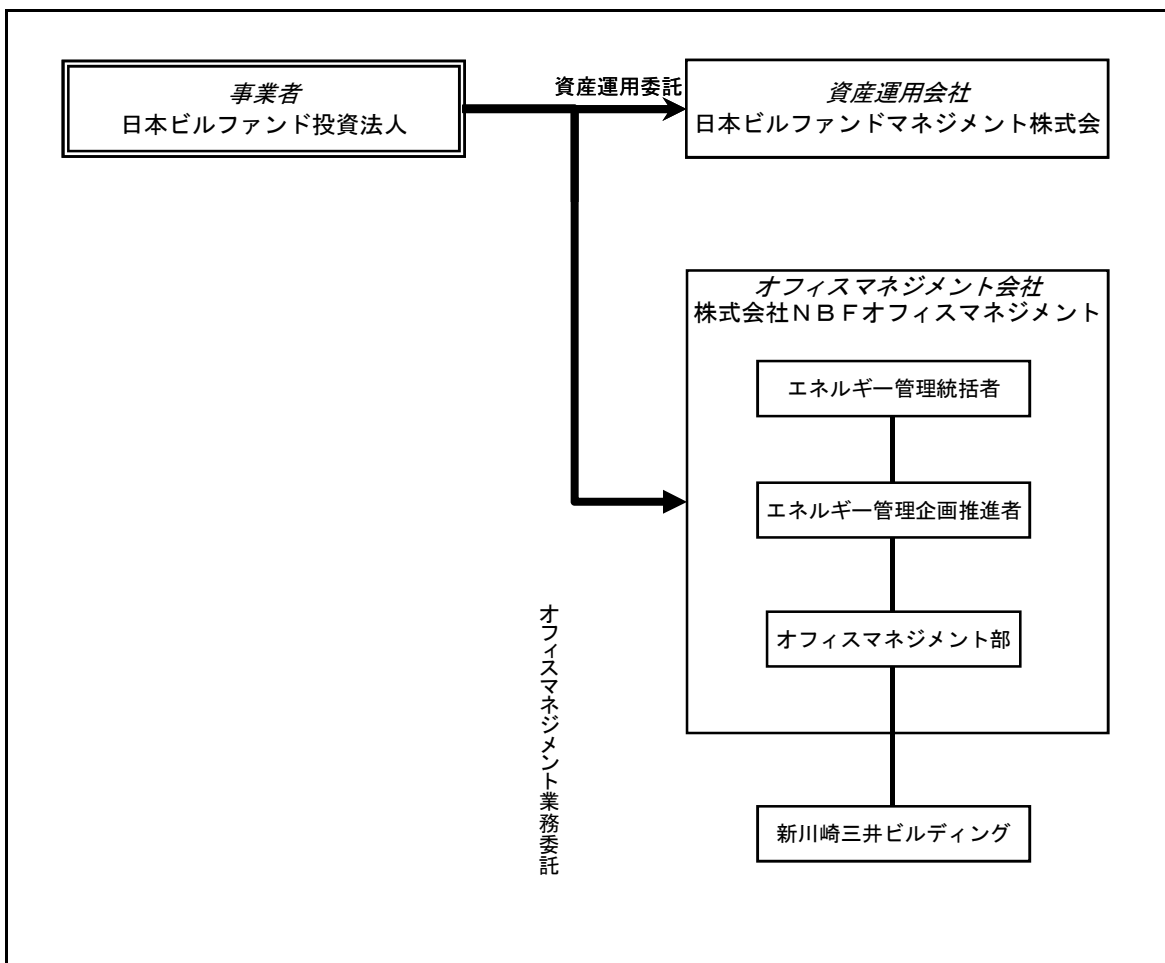 事業者
日本ビルファンド投資法人
資産運用委託
資産運用会社
日本ビルファンドマネジメント株式会
オフィスマネジメント会社
株式会社ＮＢＦオフィスマネジメント
エネルギー管理統括者
エネルギー管理企画推進者
オフィスマネジメント部
オフィスマネジメント業務委託
新川崎三井ビルディング